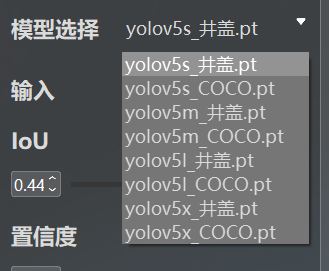 模型选择 yolov5s_井盖.pt
yolov5s_井盖.pt
输入 yolov5s_COCO.pt
yolov5m_井盖.pt
IoU yolov5m_COCO.pt
yolov5l_井盖.pt
0.44 yolov5l_COCO.pt
yolov5x_井盖.pt
置信度 yolov5x_COCO.pt